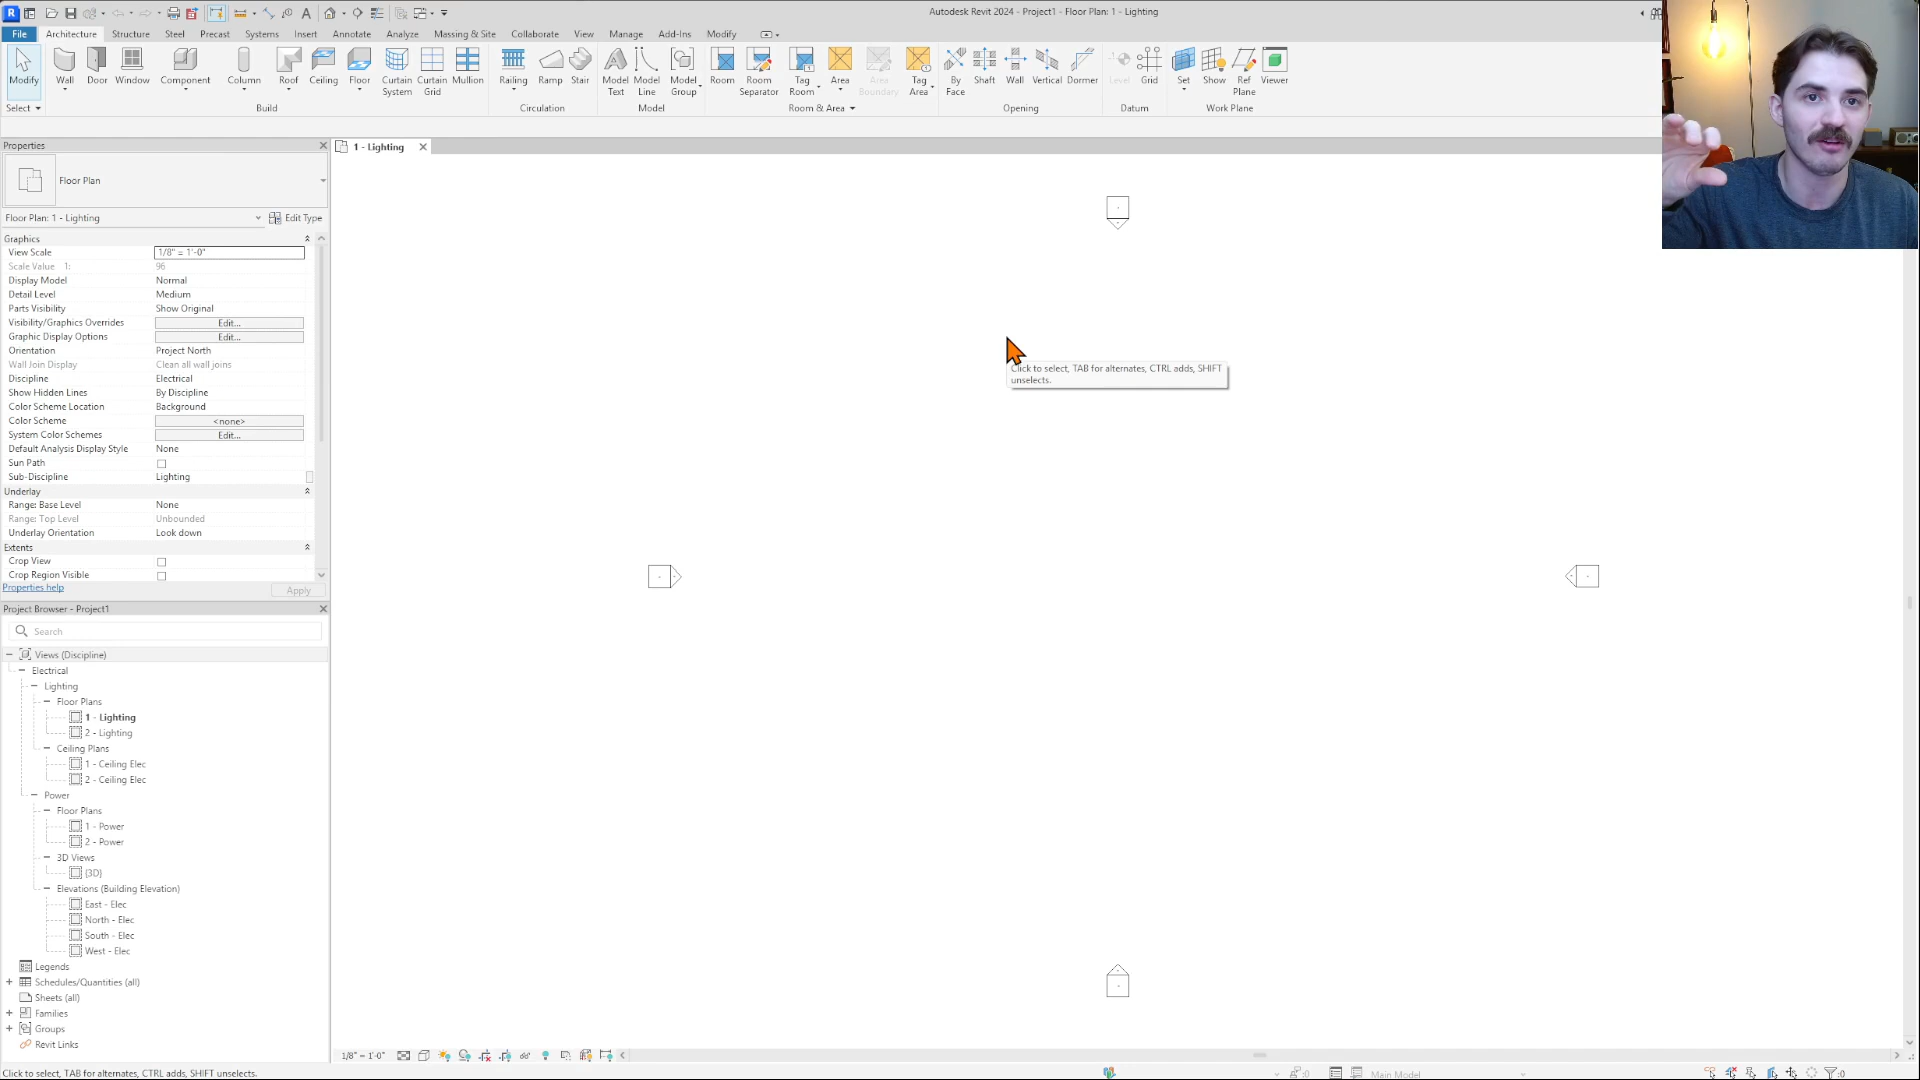 Autodesk Revit 2024 - Project1 - Floor Plan: 1 - Lighting
File Architecture Structure Steel Precast Systems Insert Annotate Analyze Massing & Site Collaborate View Manage Add-Ins Modify
Modify Wall Door Window Component Column Roof Ceiling Floor Curtain System Curtain Grid Mullion Railing Ramp Stair Model Text Model Line Model Group Room Room Separator Tag Room Area Area Boundary Tag Area By Face Shaft Wall Vertical Dormer Level Grid Set Show Ref Plane Viewer
Select Build Circulation Model Room & Area Opening Datum Work Plane
Properties
1 - Lighting
Floor Plan
Floor Plan: 1 - Lighting Edit Type
Graphics
View Scale 1/8" = 1'-0"
Scale Value 1: 96
Display Model Normal
Detail Level Medium
Parts Visibility Show Original
Visibility/Graphics Overrides Edit...
Graphic Display Options Edit...
Orientation Project North
Wall Join Display Clean all wall joins
Discipline Electrical
Show Hidden Lines By Discipline
Color Scheme Location Background
Color Scheme <none>
System Color Schemes Edit...
Default Analysis Display Style None
Sun Path
Sub-Discipline Lighting
Underlay
Range: Base Level None
Range: Top Level Unbounded
Underlay Orientation Look down
Extents
Crop View
Crop Region Visible
Properties help Apply
Click to select, TAB for alternates, CTRL adds, SHIFT
unselects.
Project Browser - Project1
Search
Views (Discipline)
Electrical
Lighting
Floor Plans
1 - Lighting
2 - Lighting
Ceiling Plans
1 - Ceiling Elec
2 - Ceiling Elec
Power
Floor Plans
1 - Power
2 - Power
3D Views
{3D}
Elevations (Building Elevation)
East - Elec
North - Elec
South - Elec
West - Elec
Legends
Schedules/Quantities (all)
Sheets (all)
Families
Groups
Revit Links
1/8" = 1'-0"
Click to select, TAB for alternates, CTRL adds, SHIFT unselects.
:0 Main Model :0